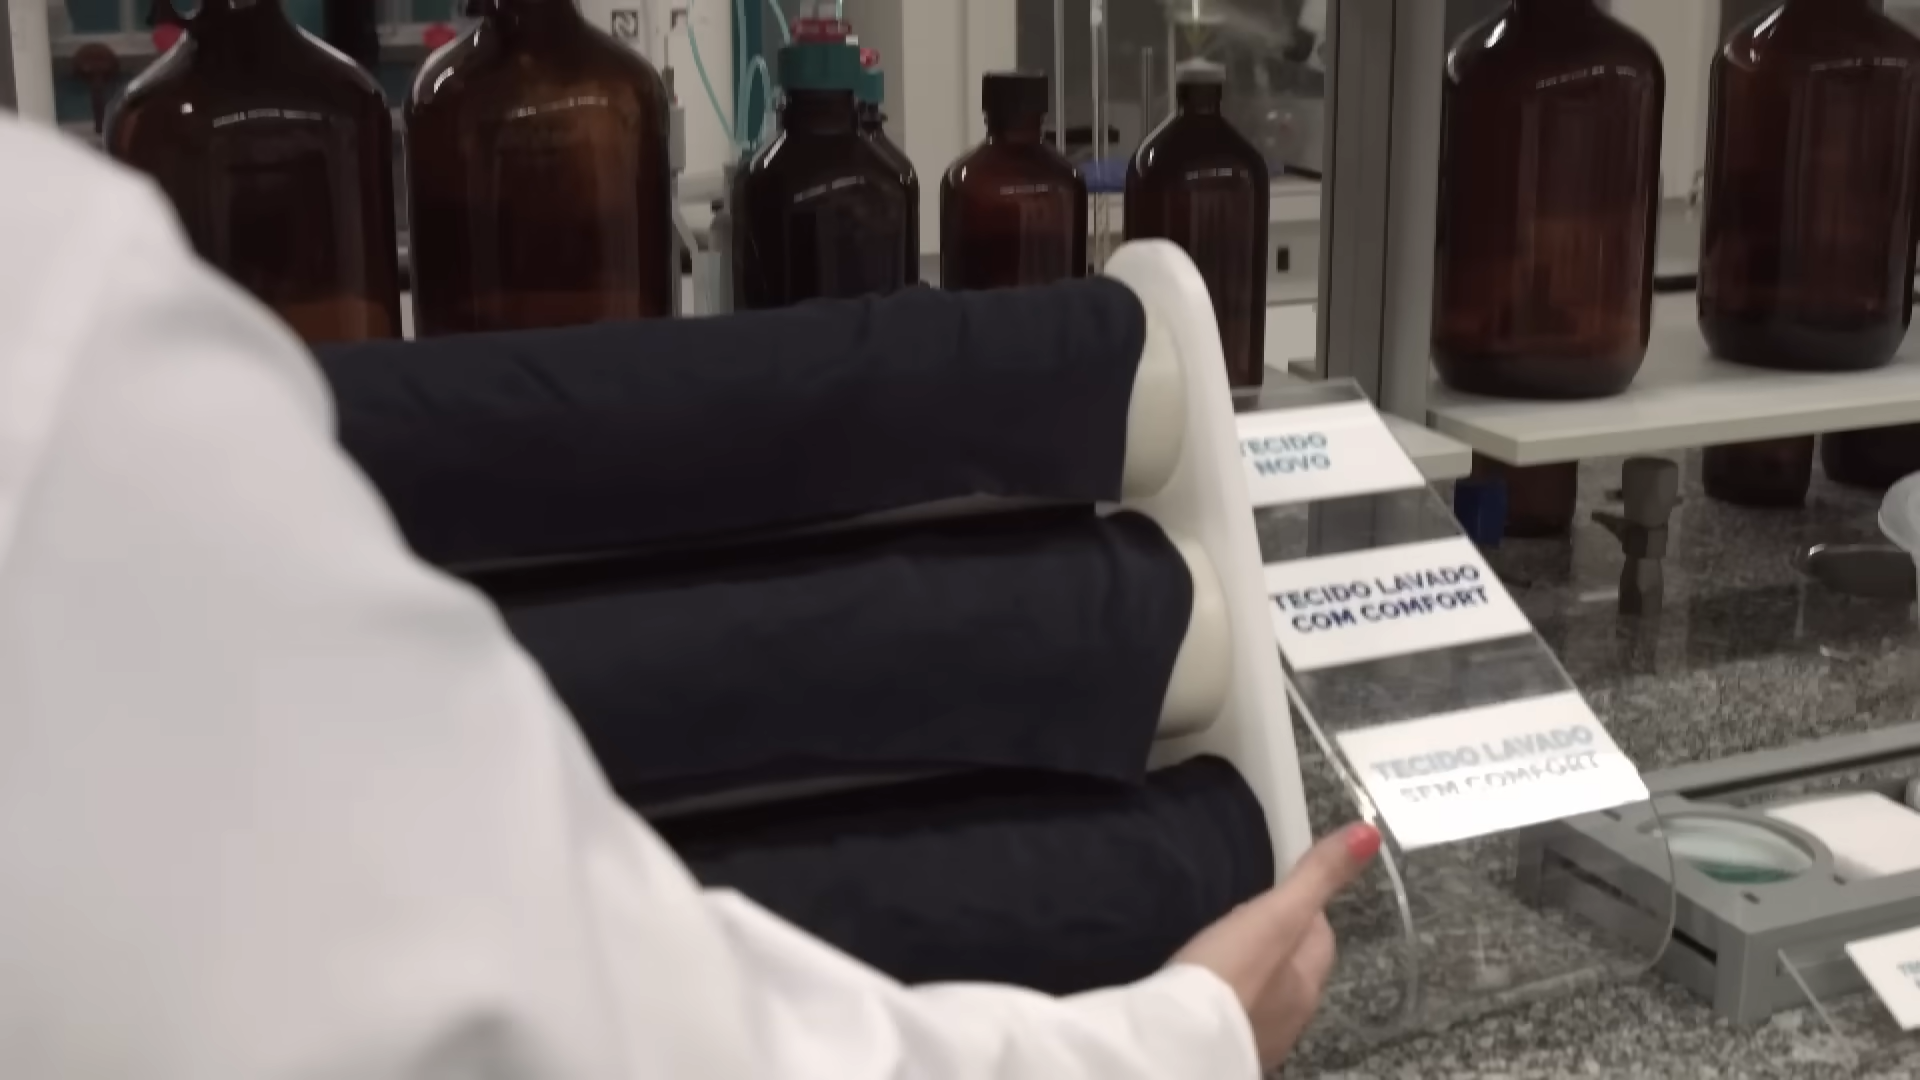 TECIDO
NOVO
TECIDO LAVADO
COM COMFORT
TECIDO LAVADO
SEM COMFORT